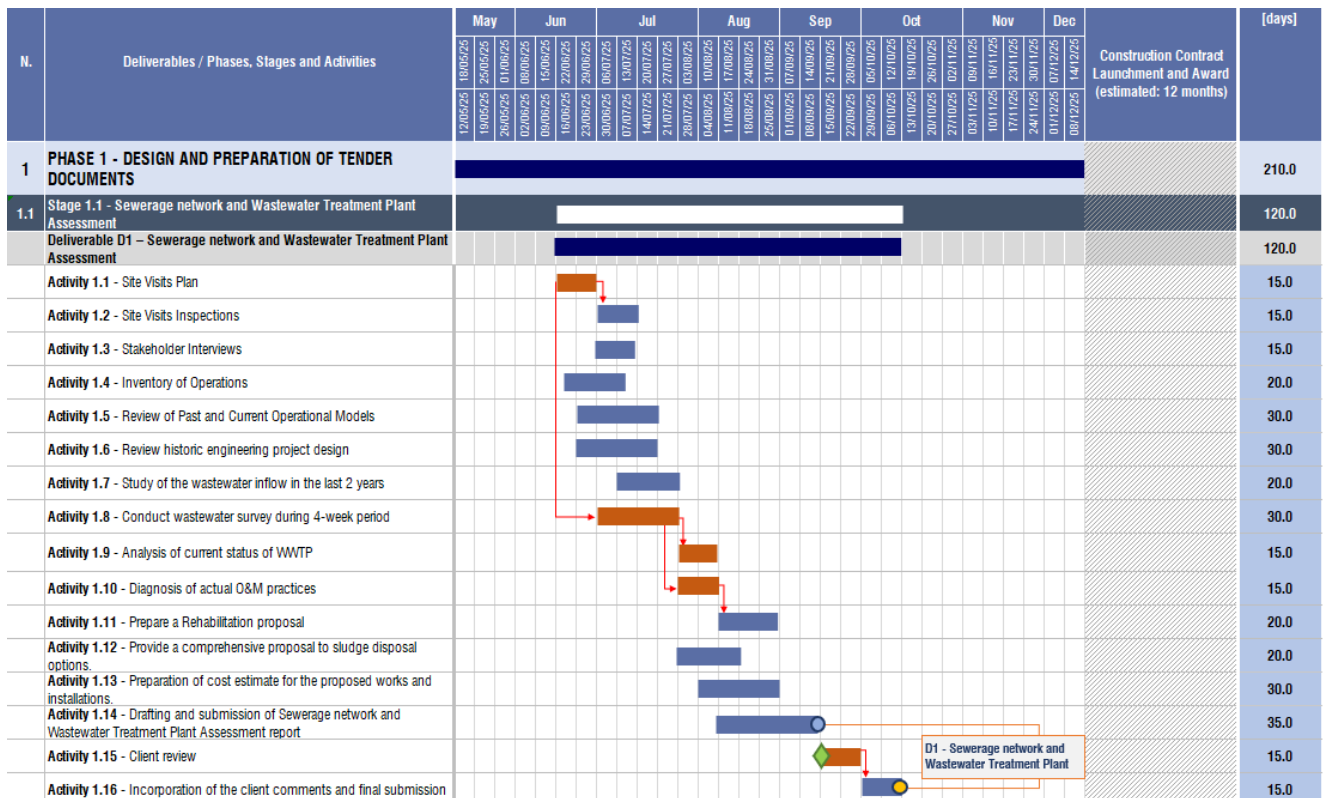 N.
Deliverables / Phases, Stages and Activities
May Jun Jul Aug Sep Oct Nov Dec
18/05/25 25/05/25 01/06/25 08/06/25 15/06/25 22/06/25 29/06/25 06/07/25 13/07/25 20/07/25 27/07/25 03/08/25 10/08/25 17/08/25 24/08/25 31/08/25 07/09/25 14/09/25 21/09/25 28/09/25 05/10/25 12/10/25 19/10/25 26/10/25 02/11/25 09/11/25 16/11/25 23/11/25 30/11/25 07/12/25 14/12/25
12/05/25 19/05/25 26/05/25 02/06/25 09/06/25 16/06/25 23/06/25 30/06/25 07/07/25 14/07/25 21/07/25 28/07/25 04/08/25 11/08/25 18/08/25 25/08/25 01/09/25 08/09/25 15/09/25 22/09/25 29/09/25 06/10/25 13/10/25 20/10/25 27/10/25 03/11/25 10/11/25 17/11/25 24/11/25 01/12/25 08/12/25
Construction Contract
Launchment and Award
(estimated: 12 months)
[days]
1 PHASE 1 - DESIGN AND PREPARATION OF TENDER
DOCUMENTS
210.0
1.1 Stage 1.1 - Sewerage network and Wastewater Treatment Plant
Assessment
120.0
Deliverable D1 – Sewerage network and Wastewater Treatment Plant
Assessment
120.0
Activity 1.1 - Site Visits Plan 15.0
Activity 1.2 - Site Visits Inspections 15.0
Activity 1.3 - Stakeholder Interviews 15.0
Activity 1.4 - Inventory of Operations 20.0
Activity 1.5 - Review of Past and Current Operational Models 30.0
Activity 1.6 - Review historic engineering project design 30.0
Activity 1.7 - Study of the wastewater inflow in the last 2 years 20.0
Activity 1.8 - Conduct wastewater survey during 4-week period 30.0
Activity 1.9 - Analysis of current status of WWTP 15.0
Activity 1.10 - Diagnosis of actual O&M practices 15.0
Activity 1.11 - Prepare a Rehabilitation proposal 20.0
Activity 1.12 - Provide a comprehensive proposal to sludge disposal
options.
20.0
Activity 1.13 - Preparation of cost estimate for the proposed works and
installations.
30.0
Activity 1.14 - Drafting and submission of Sewerage network and
Wastewater Treatment Plant Assessment report
35.0
Activity 1.15 - Client review 15.0
D1 - Sewerage network and
Wastewater Treatment Plant
Activity 1.16 - Incorporation of the client comments and final submission 15.0